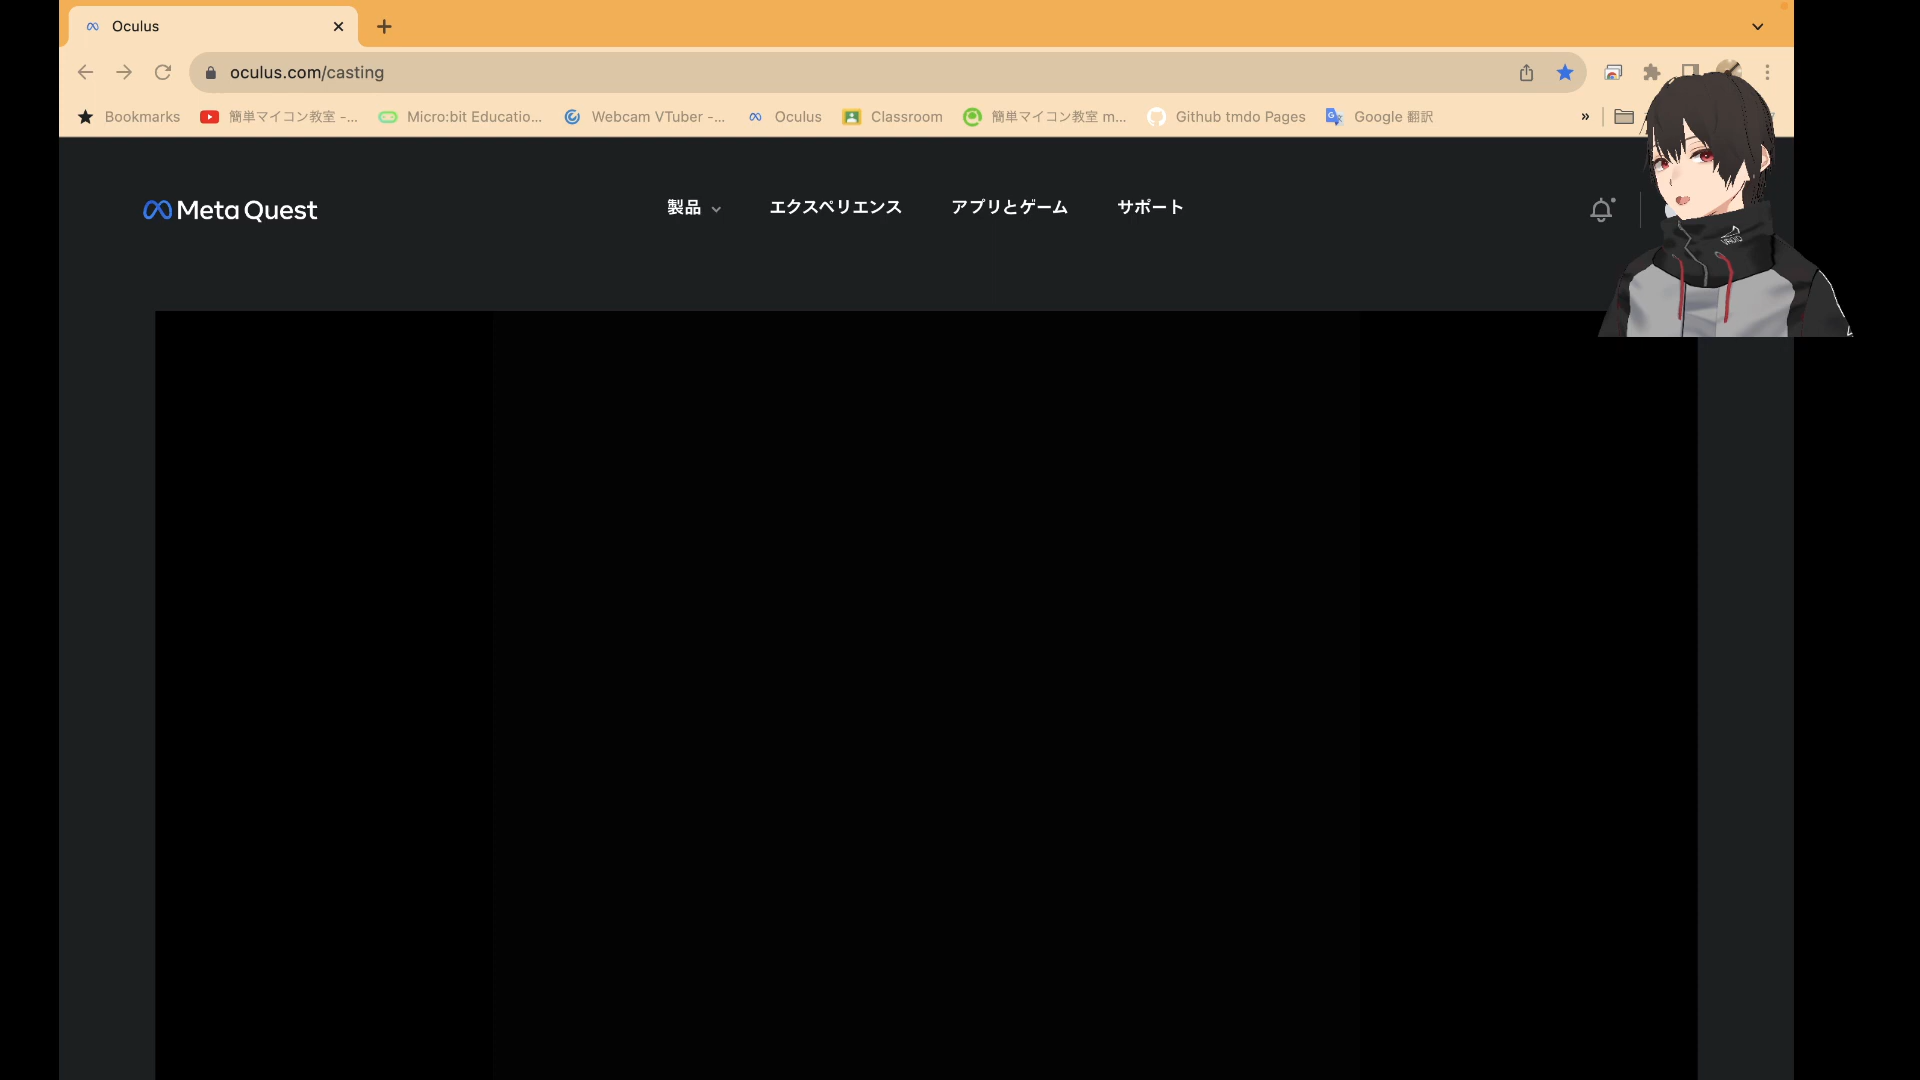 Oculus
oculus.com/casting
Bookmarks
簡単マイコン教室 -...
Micro:bit Educatio...
Webcam VTuber -...
Oculus
Classroom
簡単マイコン教室 m...
Github tmdo Pages
Google 翻訳
»
Meta Quest
製品
エクスペリエンス
アプリとゲーム
サポート